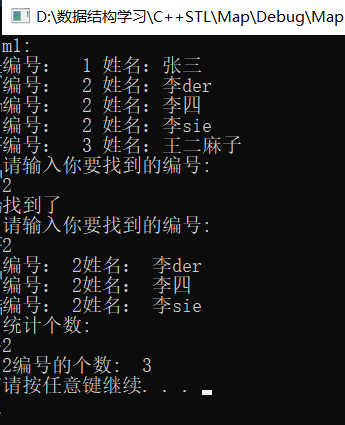 D:\数据结构学习\C++STL\Map\Debug\Map
m1:
编号： 1 姓名：张三
编号： 2 姓名：李der
编号： 2 姓名：李四
编号： 2 姓名：李sie
编号： 3 姓名：王二麻子
请输入你要找到的编号：
2
找到了
请输入你要找到的编号：
2
编号： 2姓名： 李der
编号： 2姓名： 李四
编号： 2姓名： 李sie
统计个数：
2
2编号的个数： 3
请按任意键继续. . .